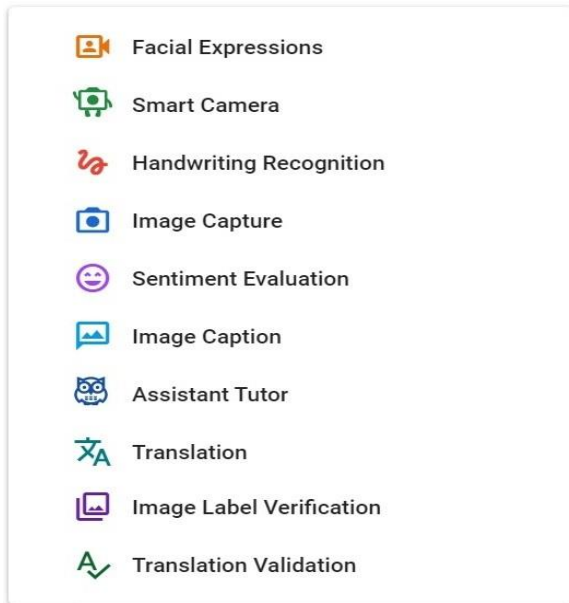 Facial Expressions
Smart Camera
Handwriting Recognition
Image Capture
Sentiment Evaluation
Image Caption
Assistant Tutor
Translation
Image Label Verification
Translation Validation